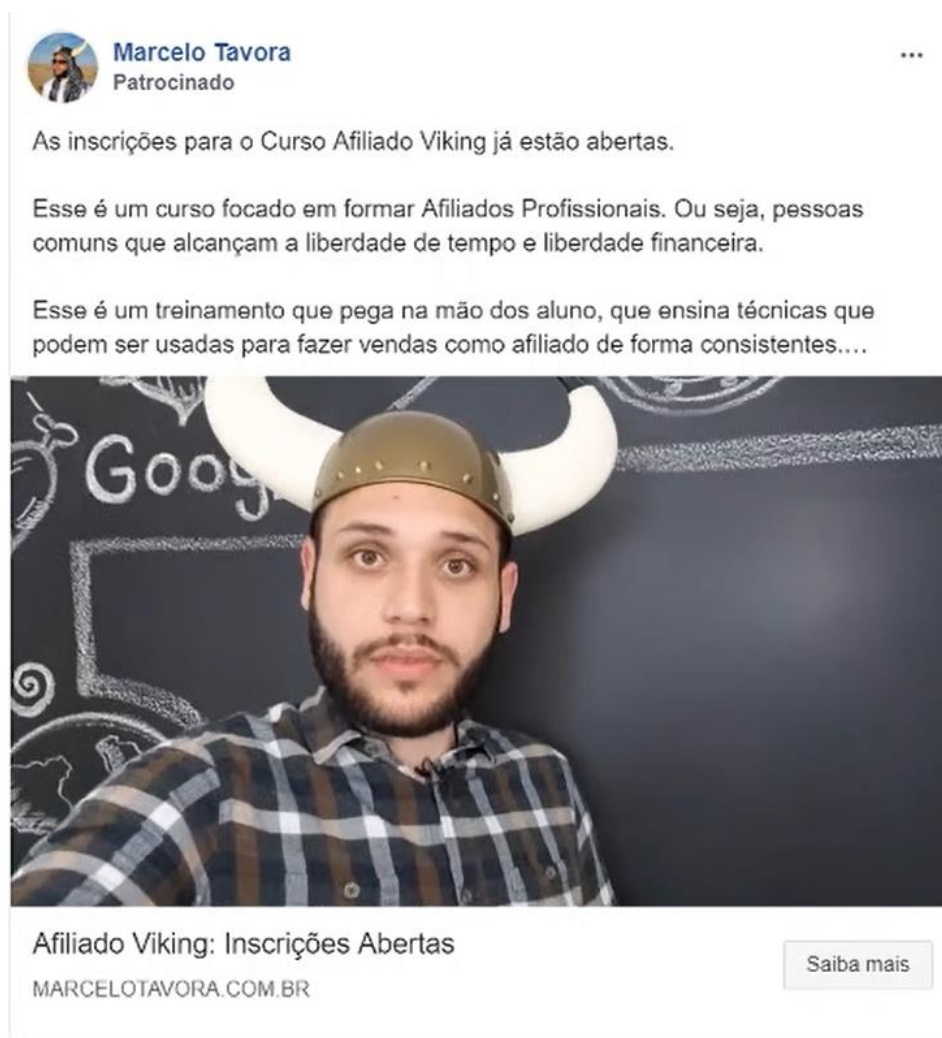 Marcelo Tavora
Patrocinado
As inscrições para o Curso Afiliado Viking já estão abertas.
Esse é um curso focado em formar Afiliados Profissionais. Ou seja, pessoas
comuns que alcançam a liberdade de tempo e liberdade financeira.
Esse é um treinamento que pega na mão dos aluno, que ensina técnicas que
podem ser usadas para fazer vendas como afiliado de forma consistentes....
Goog
Afiliado Viking: Inscrições Abertas
MARCELOTAVORA.COM.BR
Saiba mais